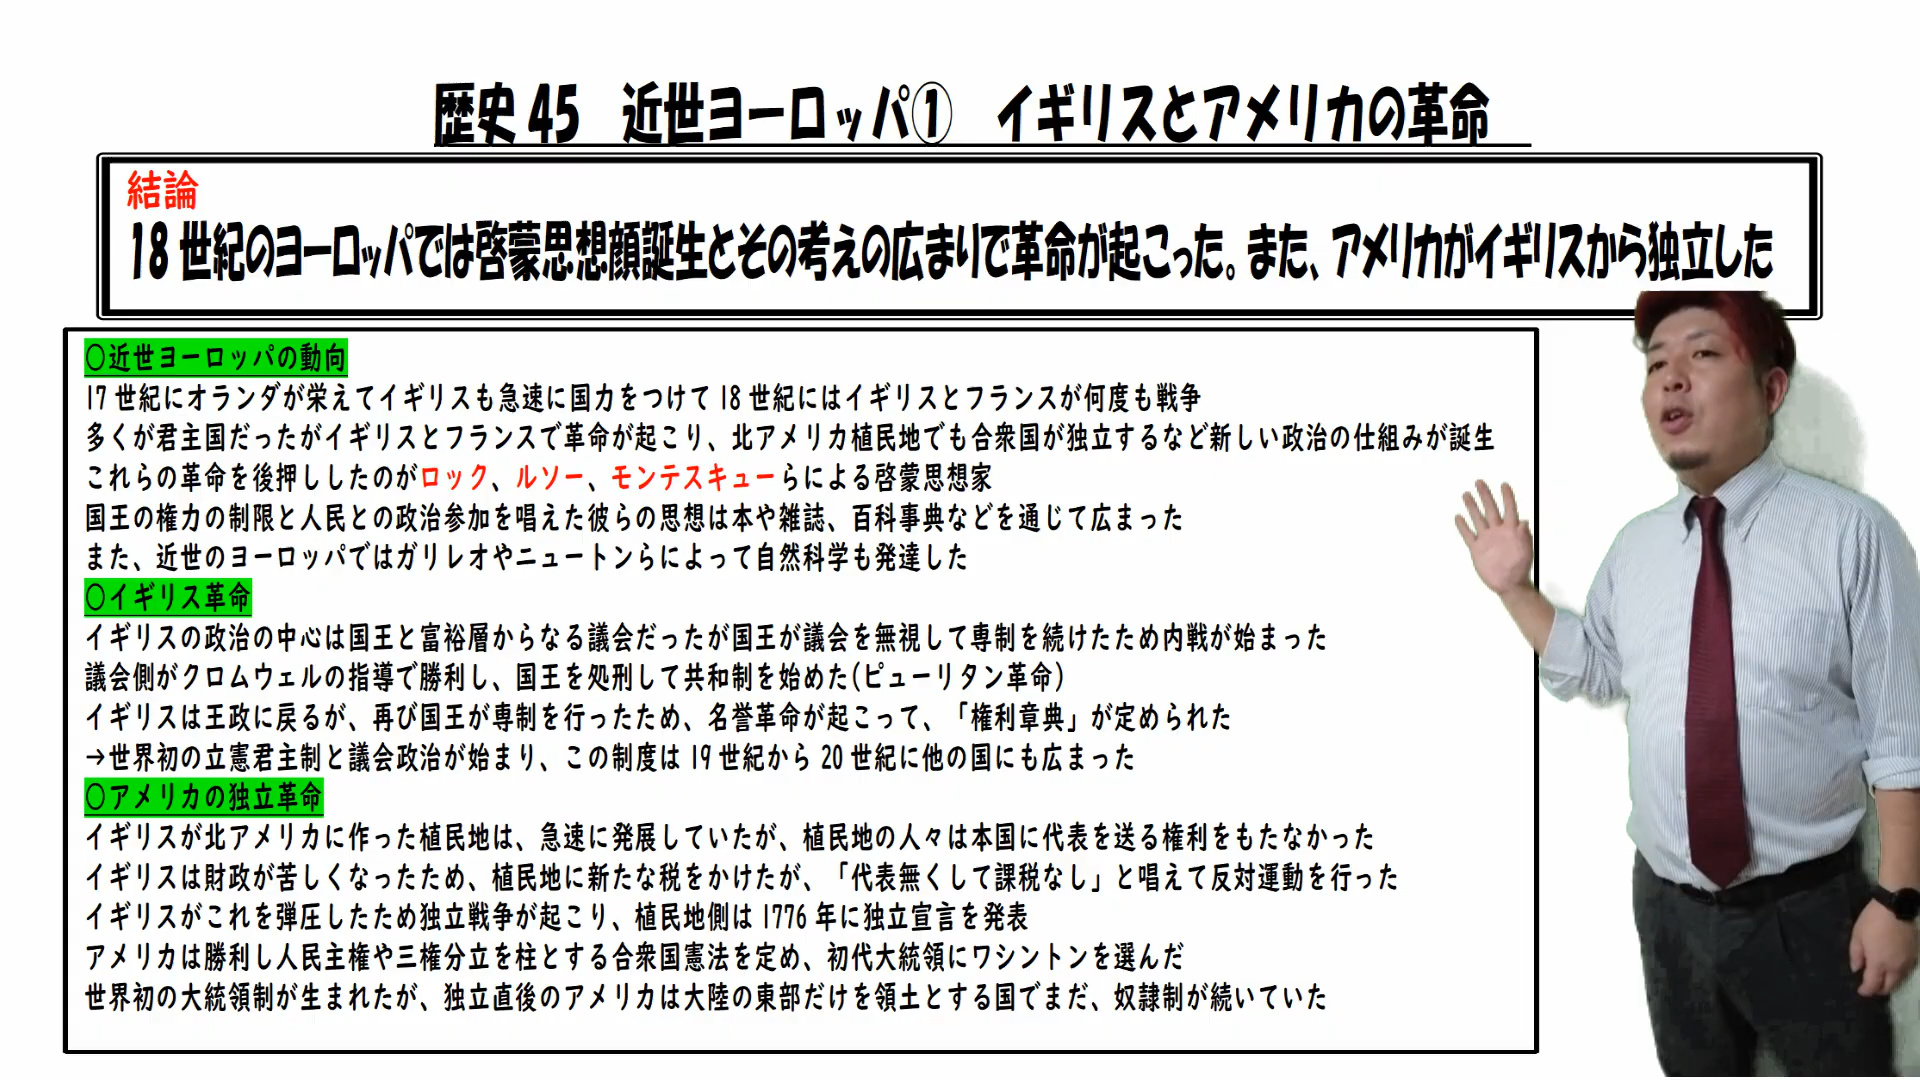 歴史45 近世ヨーロッパ① イギリスとアメリカの革命
結論
18世紀のヨーロッパでは啓蒙思想顔誕生とその考えの広まりで革命が起こった。また、アメリカがイギリスから独立した
〇近世ヨーロッパの動向
17世紀にオランダが栄えてイギリスも急速に国力をつけて18世紀にはイギリスとフランスが何度も戦争
多くが君主国だったがイギリスとフランスで革命が起こり、北アメリカ植民地でも合衆国が独立するなど新しい政治の仕組みが誕生
これらの革命を後押ししたのがロック、ルソー、モンテスキューらによる啓蒙思想家
国王の権力の制限と人民との政治参加を唱えた彼らの思想は本や雑誌、百科事典などを通じて広まった
また、近世のヨーロッパではガリレオやニュートンらによって自然科学も発達した
〇イギリス革命
イギリスの政治の中心は国王と富裕層からなる議会だったが国王が議会を無視して専制を続けたため内戦が始まった
議会側がクロムウェルの指導で勝利し、国王を処刑して共和制を始めた(ピューリタン革命)
イギリスは王政に戻るが、再び国王が専制を行ったため、名誉革命が起こって、「権利章典」が定められた
→世界初の立憲君主制と議会政治が始まり、この制度は19世紀から20世紀に他の国にも広まった
〇アメリカの独立革命
イギリスが北アメリカに作った植民地は、急速に発展していたが、植民地の人々は本国に代表を送る権利をもたなかった
イギリスは財政が苦しくなったため、植民地に新たな税をかけたが、「代表無くして課税なし」と唱えて反対運動を行った
イギリスがこれを弾圧したため独立戦争が起こり、植民地側は1776年に独立宣言を発表
アメリカは勝利し人民主権や三権分立を柱とする合衆国憲法を定め、初代大統領にワシントンを選んだ
世界初の大統領制が生まれたが、独立直後のアメリカは大陸の東部だけを領土とする国でまだ、奴隷制が続いていた